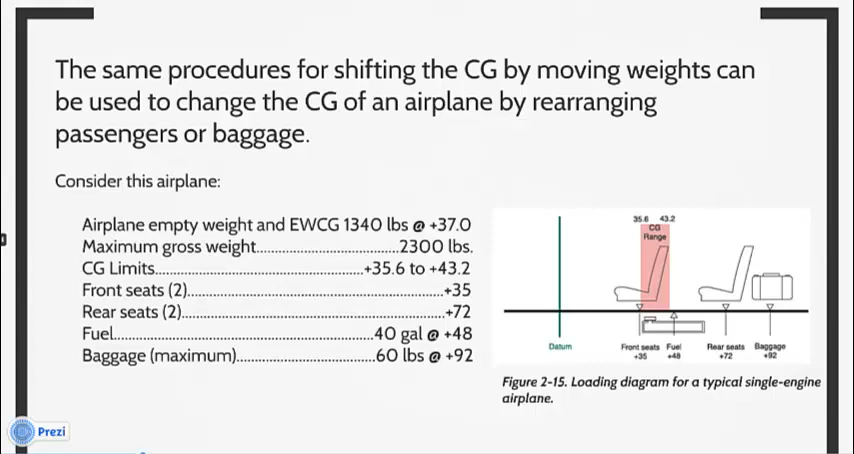 The same procedures for shifting the CG by moving weights can
be used to change the CG of an airplane by rearranging
passengers or baggage.
Consider this airplane:
Airplane empty weight and EWCG 1340 lbs @ +37.0
Maximum gross weight.......................................2300 lbs.
CG Limits..........................................................+35.6 to +43.2
Front seats (2).......................................................................+35
Rear seats (2).........................................................................+72
Fuel.........................................................................40 gal @ +48
Baggage (maximum).......................................60 lbs @ +92
35.6 43.2
CG
Range
Datum
Front seats Fuel Rear seats Baggage
+35 +48 +72 +92
Figure 2-15. Loading diagram for a typical single-engine
airplane.
Prezi